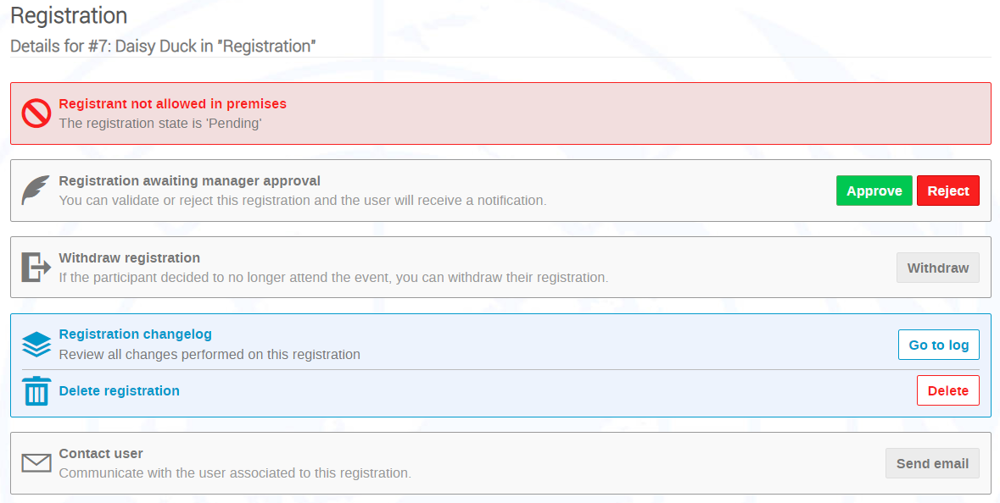 Registration
Details for #7: Daisy Duck in "Registration"
Registrant not allowed in premises
The registration state is 'Pending'
Registration awaiting manager approval
You can validate or reject this registration and the user will receive a notification.
Approve
Reject
Withdraw registration
If the participant decided to no longer attend the event, you can withdraw their registration.
Withdraw
Registration changelog
Review all changes performed on this registration
Go to log
Delete registration
Delete
Contact user
Communicate with the user associated to this registration.
Send email